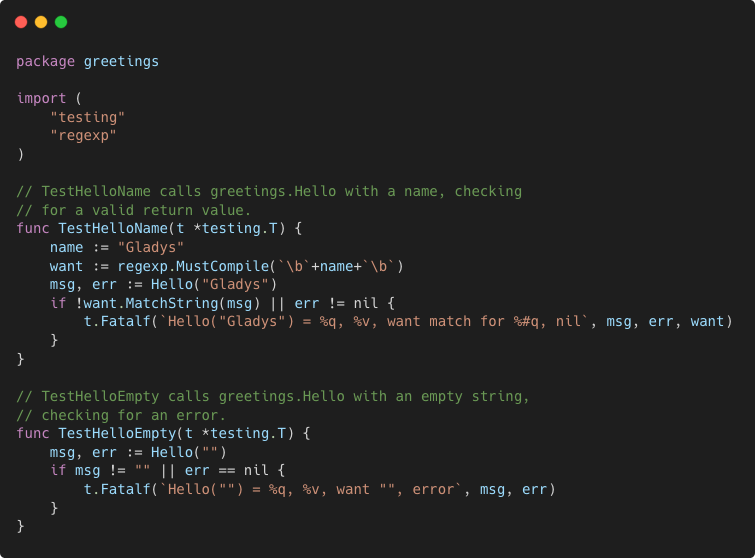 package greetings

import (
    "testing"
    "regexp"
)

// TestHelloName calls greetings.Hello with a name, checking
// for a valid return value.
func TestHelloName(t *testing.T) {
    name := "Gladys"
    want := regexp.MustCompile(`\b`+name+`\b`)
    msg, err := Hello("Gladys")
    if !want.MatchString(msg) || err != nil {
        t.Fatalf(`Hello("Gladys") = %q, %v, want match for %#q, nil`, msg, err, want)
    }
}

// TestHelloEmpty calls greetings.Hello with an empty string,
// checking for an error.
func TestHelloEmpty(t *testing.T) {
    msg, err := Hello("")
    if msg != "" || err == nil {
        t.Fatalf(`Hello("") = %q, %v, want "", error`, msg, err)
    }
}